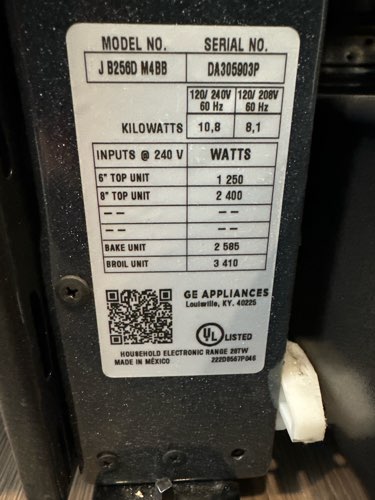 MODEL NO. SERIAL NO.
J B256D M4BB DA305903P
120/ 240V 120/ 208V
60 Hz 60 Hz
KILOWATTS 10,8 8,1
INPUTS @ 240 V WATTS
6" TOP UNIT 1 250
8" TOP UNIT 2 400
-- --
-- --
BAKE UNIT 2 585
BROIL UNIT 3 410
GE APPLIANCES
Louisville, KY. 40225
UL LISTED
HOUSEHOLD ELECTRONIC RANGE 28TW
MADE IN MÉXICO